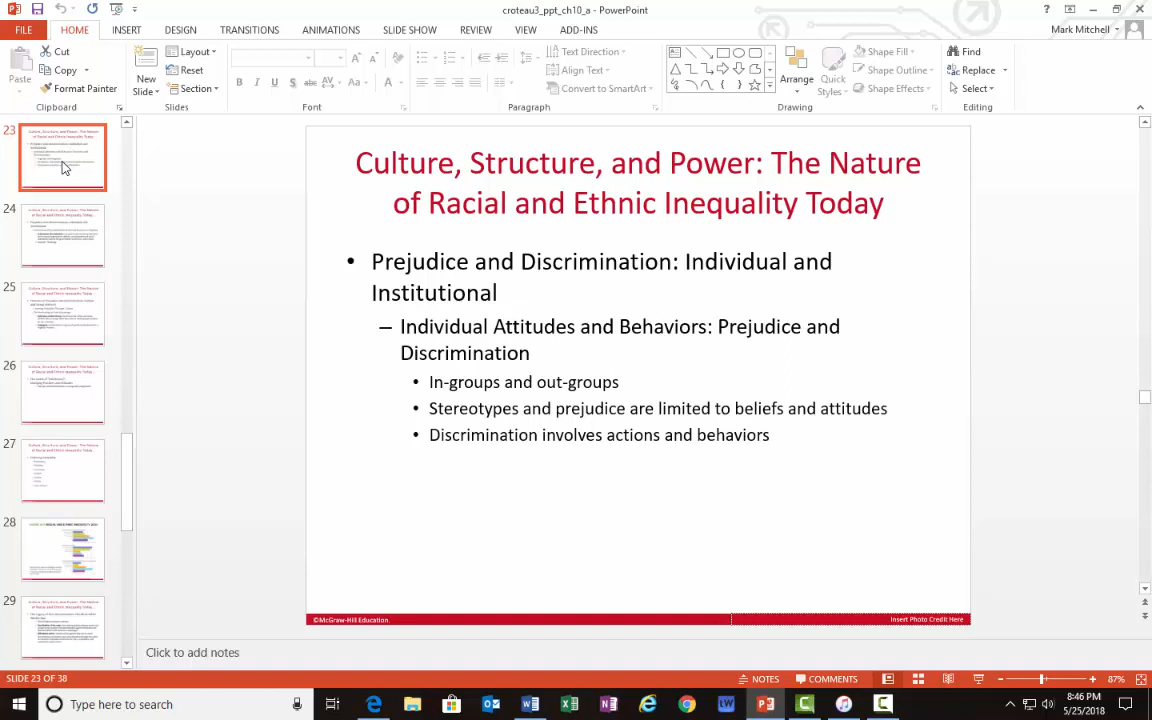 croteau3_ppt_ch10_a - PowerPoint
FILE HOME INSERT DESIGN TRANSITIONS ANIMATIONS SLIDE SHOW REVIEW VIEW ADD-INS Mark Mitchell
Paste
Cut
Copy
Format Painter
Clipboard
New
Slide
Layout
Reset
Section
Slides
B I U S abc AV Aa A
Font
Text Direction
Align Text
Convert to SmartArt
Paragraph
Arrange
Quick
Styles
Shape Fill
Shape Outline
Shape Effects
Drawing
Find
Replace
Select
Editing
23
24
25
26
27
28
29
Culture, Structure, and Power: The Nature
of Racial and Ethnic Inequality Today
• Prejudice and Discrimination: Individual and
Institutional
– Individual Attitudes and Behaviors: Prejudice and
Discrimination
• In-groups and out-groups
• Stereotypes and prejudice are limited to beliefs and attitudes
• Discrimination involves actions and behaviors
©McGraw-Hill Education.
Insert Photo Credit Here
Click to add notes
SLIDE 23 OF 38
NOTES COMMENTS 87%
Type here to search
8:46 PM
5/25/2018